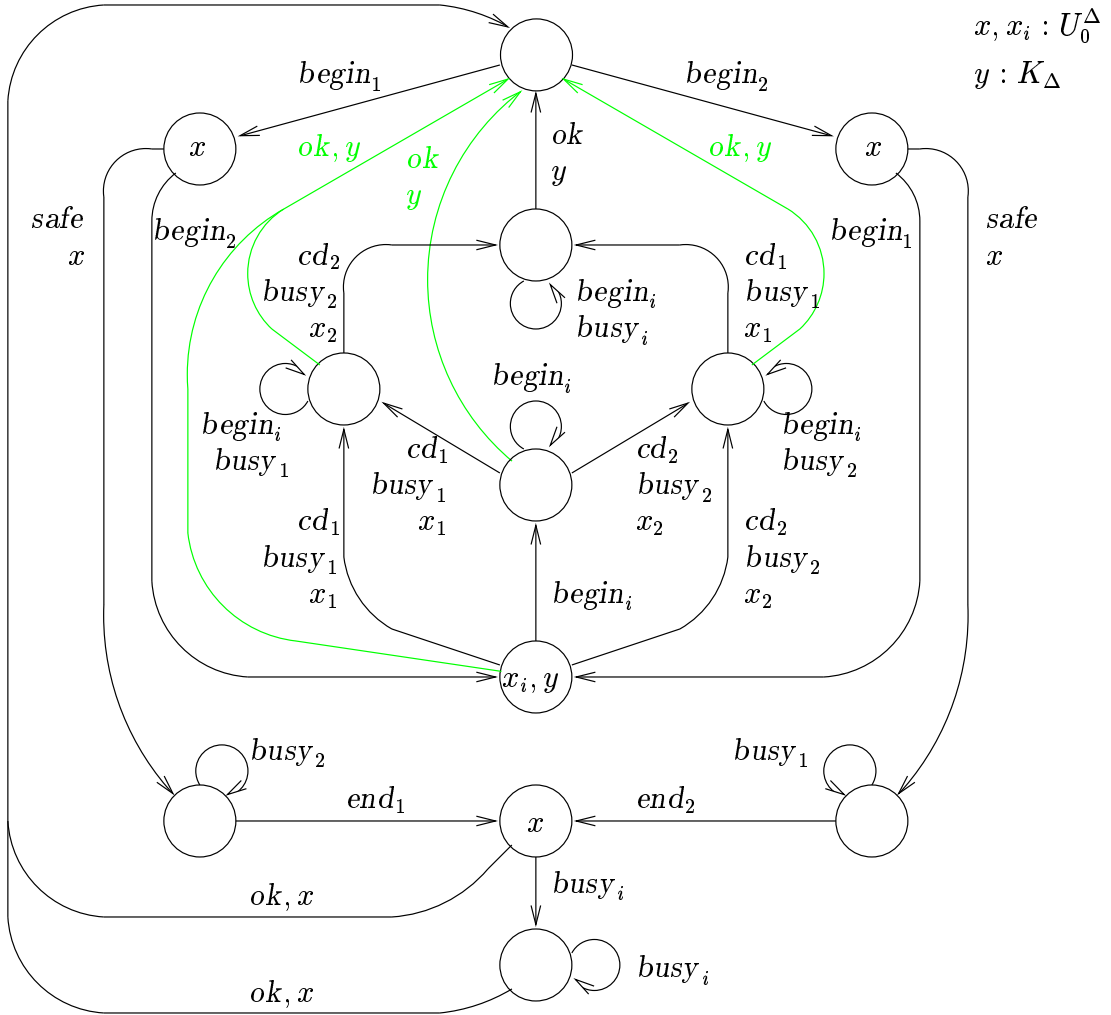 x, x_i : U_0^Δ
y : K_Δ
begin_1
begin_2
x
x
ok, y
ok
y
ok
y
ok, y
safe
x
begin_2
begin_1
safe
x
cd_2
busy_2
x_2
begin_i
busy_i
cd_1
busy_1
x_1
begin_i
begin_i
busy_1
begin_i
busy_2
cd_1
busy_1
x_1
cd_2
busy_2
x_2
cd_1
busy_1
x_1
cd_2
busy_2
x_2
begin_i
x_i, y
busy_2
busy_1
end_1
end_2
x
ok, x
busy_i
ok, x
busy_i